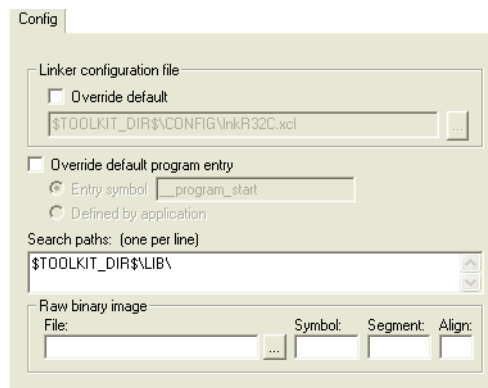 Config
Linker configuration file
Override default
$TOOLKIT_DIR$\CONFIG\lnkR32C.xcl
...
Override default program entry
Entry symbol __program_start
Defined by application
Search paths: (one per line)
$TOOLKIT_DIR$\LIB\
Raw binary image
File: Symbol: Segment: Align:
...